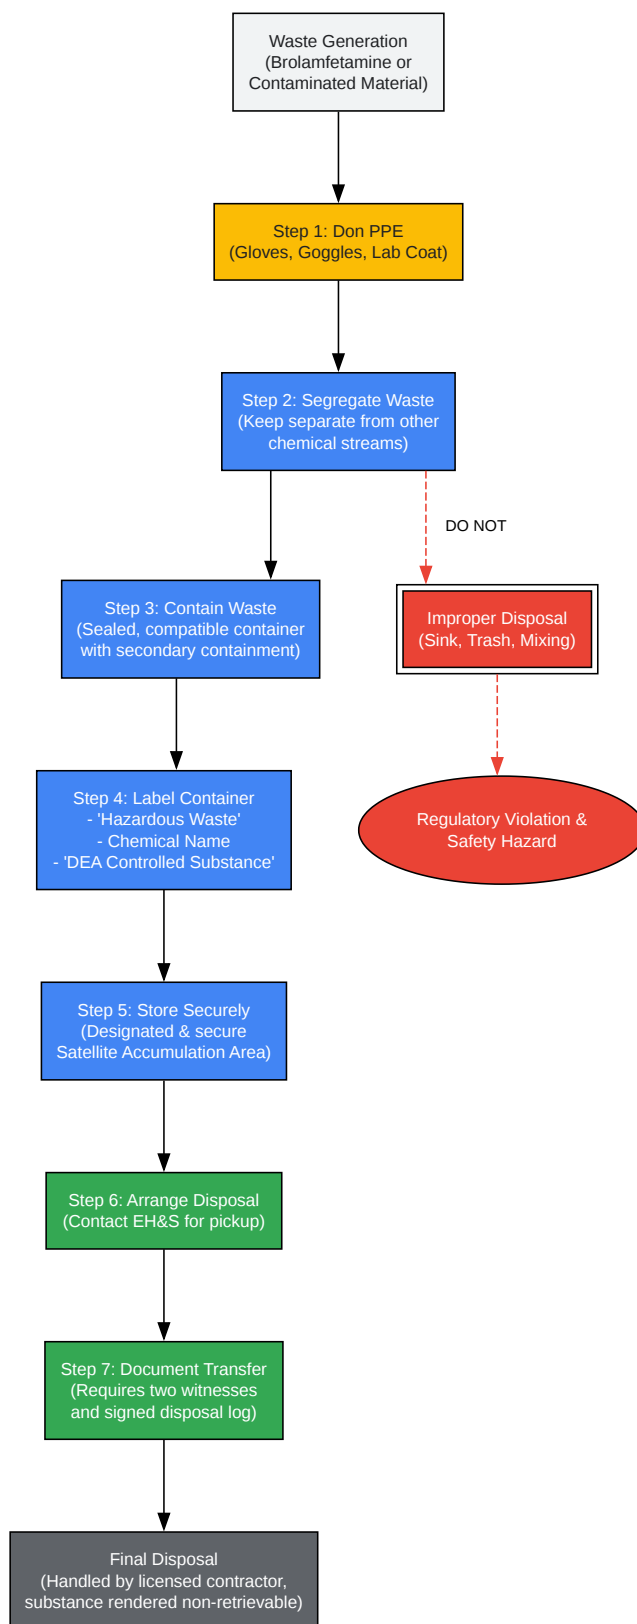 Waste Generation
(Brolamfetamine or
Contaminated Material)
Step 1: Don PPE
(Gloves, Goggles, Lab Coat)
Step 2: Segregate Waste
(Keep separate from other
chemical streams)
DO NOT
Step 3: Contain Waste
(Sealed, compatible container
with secondary containment)
Improper Disposal
(Sink, Trash, Mixing)
Step 4: Label Container
- 'Hazardous Waste'
- Chemical Name
- 'DEA Controlled Substance'
Regulatory Violation &
Safety Hazard
Step 5: Store Securely
(Designated & secure
Satellite Accumulation Area)
Step 6: Arrange Disposal
(Contact EH&S for pickup)
Step 7: Document Transfer
(Requires two witnesses
and signed disposal log)
Final Disposal
(Handled by licensed contractor,
substance rendered non-retrievable)